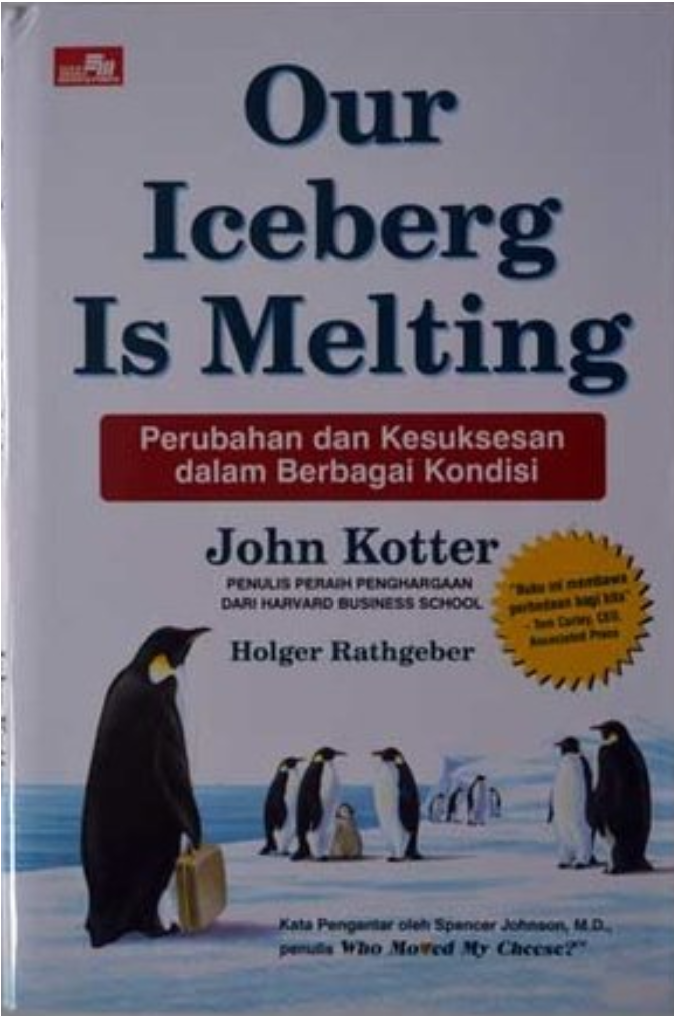 Our
Iceberg
Is Melting
Perubahan dan Kesuksesan
dalam Berbagai Kondisi
John Kotter
PENULIS PERAIH PENGHARGAAN
DARI HARVARD BUSINESS SCHOOL
"Buku ini membawa
perbedaan bagi kita"
- Tom Curley, CEO,
Associated Press
Holger Rathgeber
Kata Pengantar oleh Spencer Johnson, M.D.,
penulis Who Moved My Cheese?